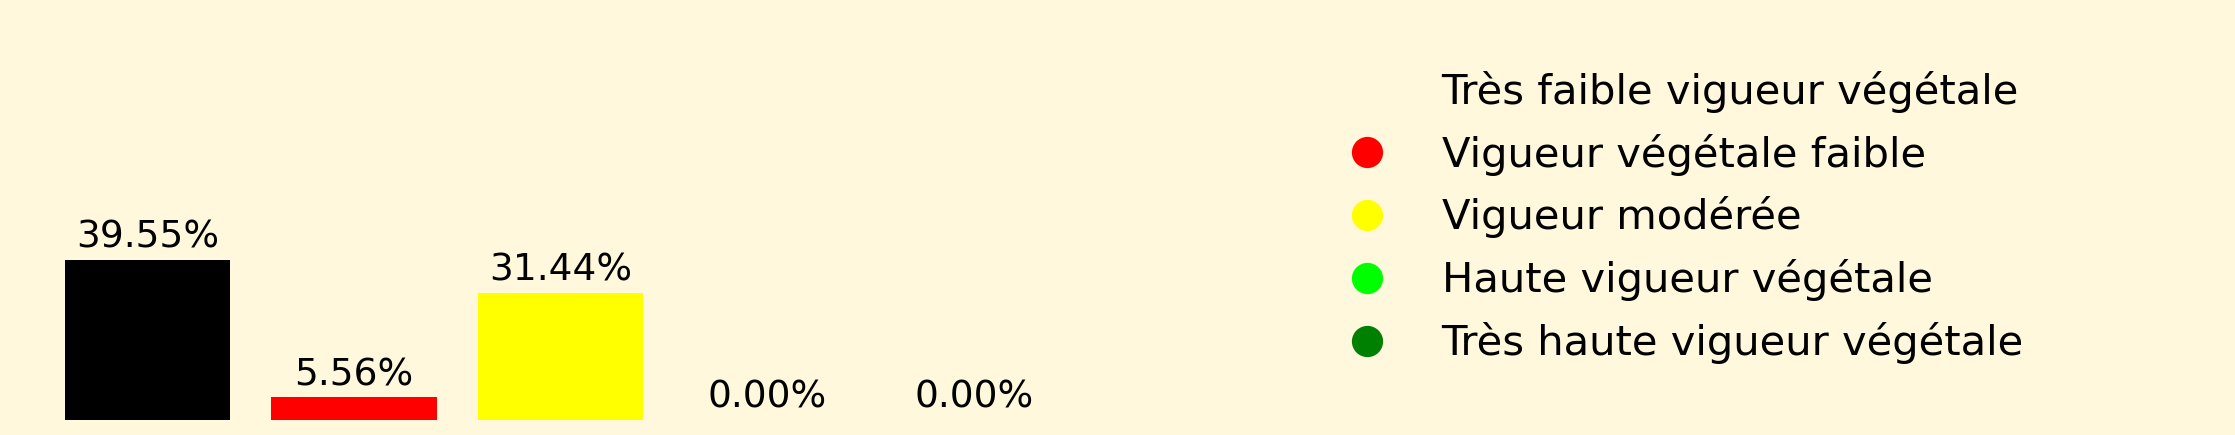 39.55%
5.56%
31.44%
0.00%
0.00%
Très faible vigueur végétale
Vigueur végétale faible
Vigueur modérée
Haute vigueur végétale
Très haute vigueur végétale